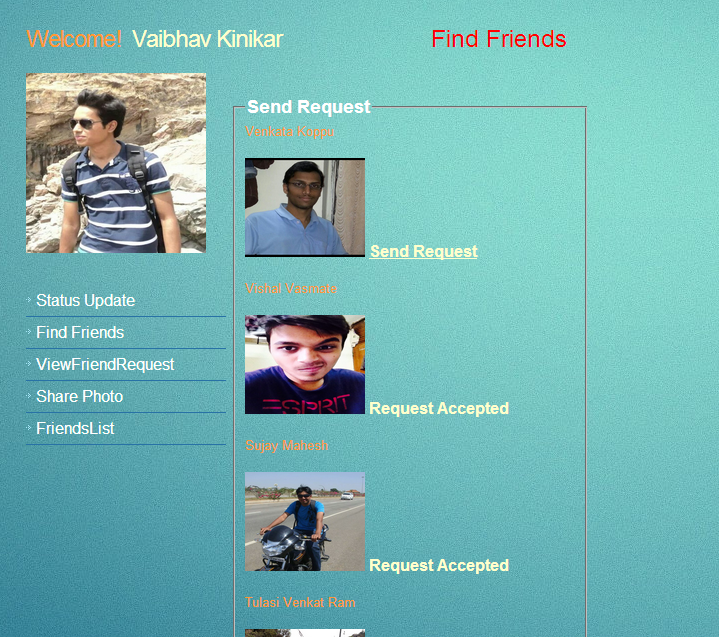 Welcome! Vaibhav Kinikar
Find Friends
Send Request
Venkata Koppu
Send Request
Status Update
Find Friends
ViewFriendRequest
Share Photo
FriendsList
Vishal Vasmate
ESPRIT
Request Accepted
Sujay Mahesh
Request Accepted
Tulasi Venkat Ram